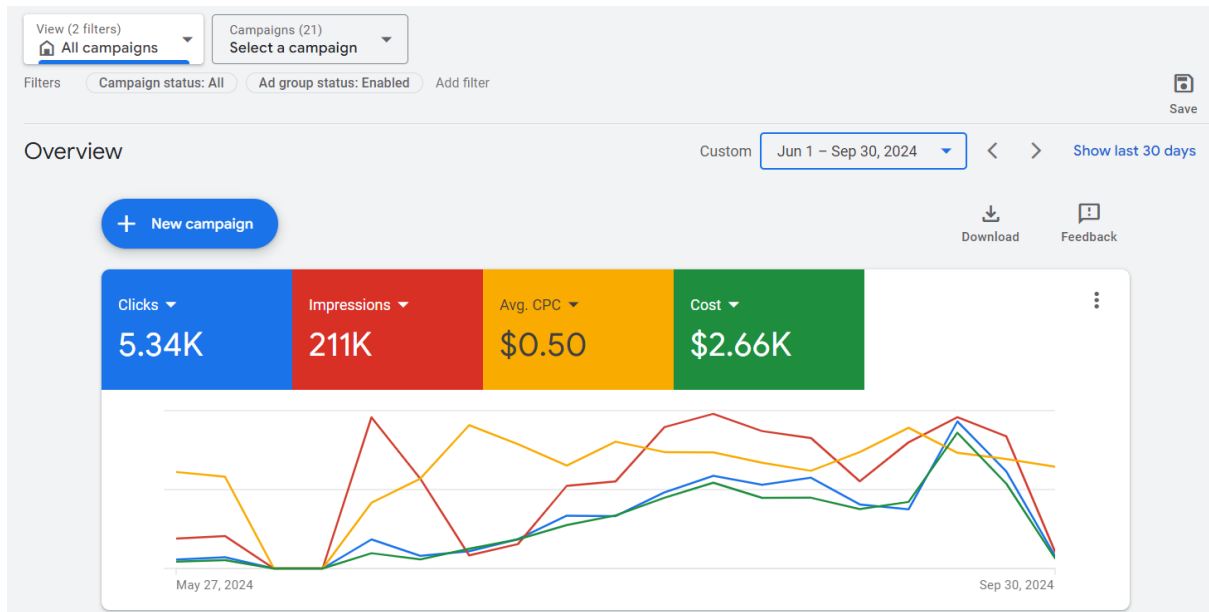 View (2 filters)
All campaigns
Campaigns (21)
Select a campaign
Filters
Campaign status: All
Ad group status: Enabled
Add filter
Save
Overview
Custom
Jun 1 – Sep 30, 2024
Show last 30 days
New campaign
Download
Feedback
Clicks
5.34K
Impressions
211K
Avg. CPC
$0.50
Cost
$2.66K
May 27, 2024
Sep 30, 2024